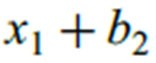 x₁ + b₂